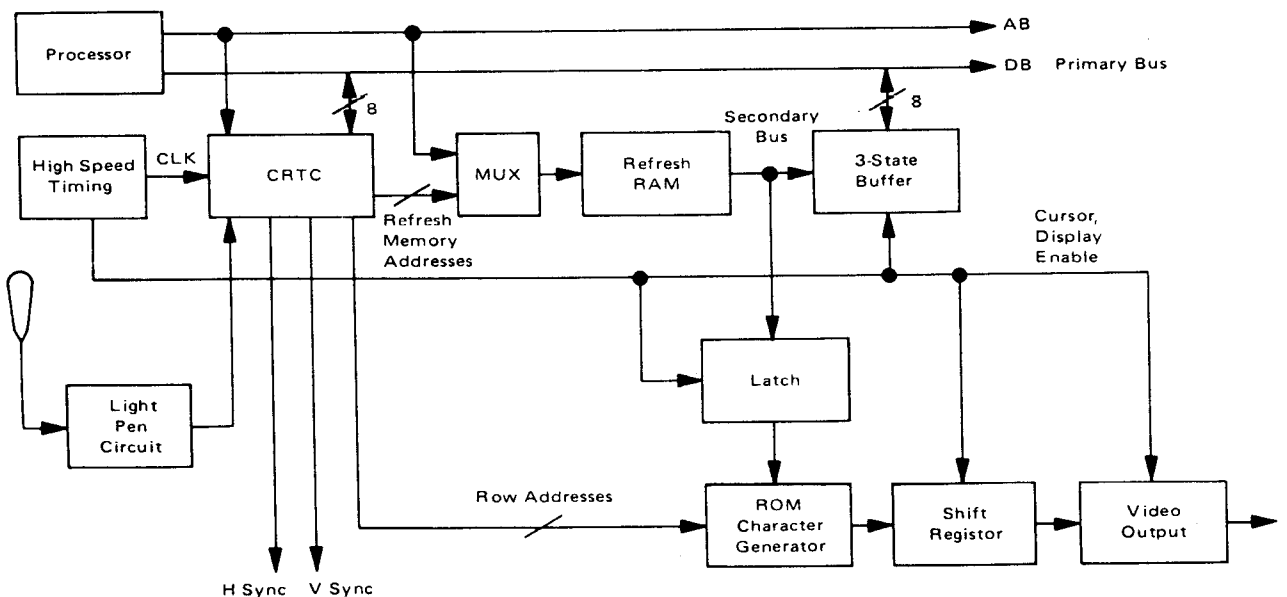 AB
Processor
DB Primary Bus
8
8
Secondary
Bus
High Speed
Timing
CLK
CRTC
MUX
Refresh
RAM
3-State
Buffer
Refresh
Memory
Addresses
Cursor,
Display
Enable
Light
Pen
Circuit
Latch
Row Addresses
ROM
Character
Generator
Shift
Registor
Video
Output
H Sync V Sync